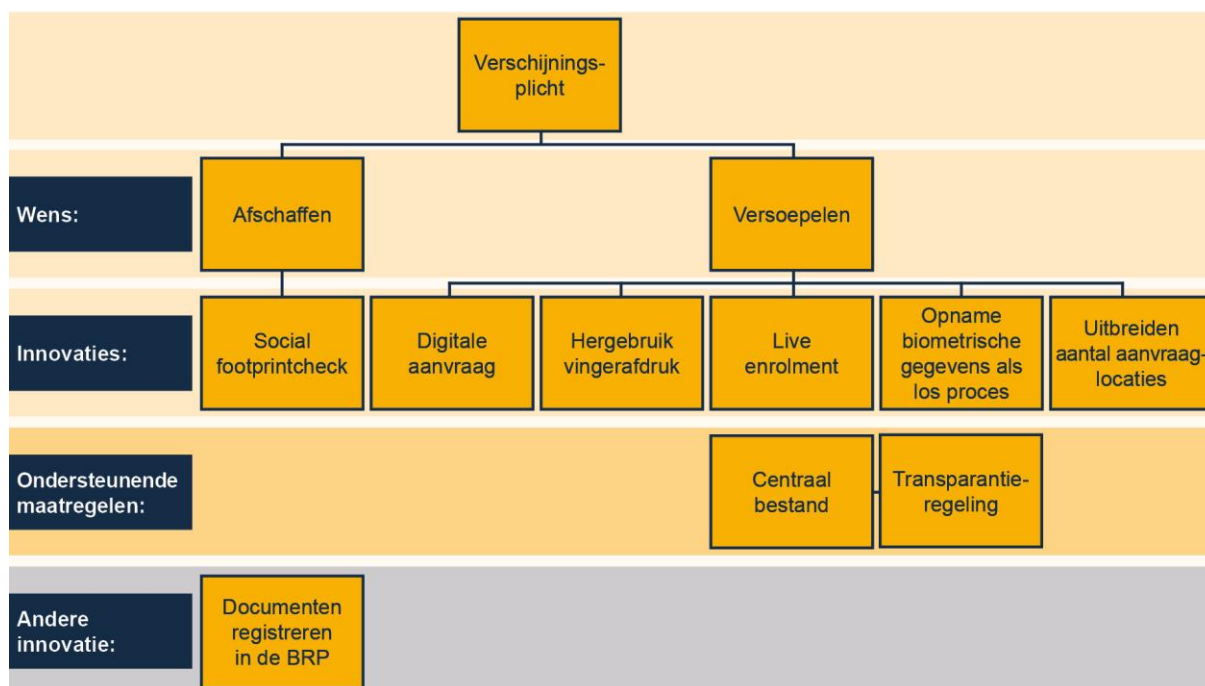 Verschijnings-
plicht
Wens:
Afschaffen
Versoepelen
Innovaties:
Social
footprintcheck
Digitale
aanvraag
Hergebruik
vingerafdruk
Live
enrolment
Opname
biometrische
gegevens als
los proces
Uitbreiden
aantal aanvraag-
locaties
Ondersteunende
maatregelen:
Centraal
bestand
Transparantie-
regeling
Andere
innovatie:
Documenten
registreren
in de BRP